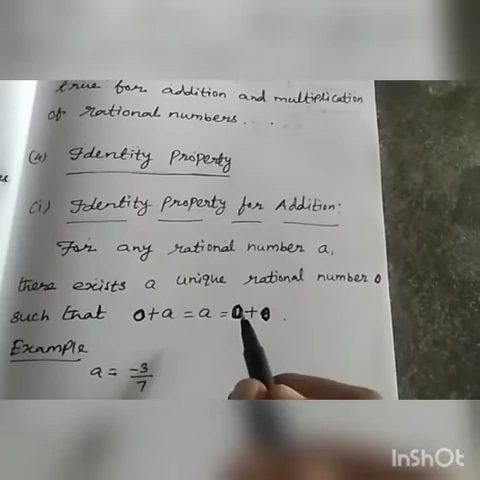 true for addition and multiplication
of rational numbers...
(4) Identity Property
(i) Identity Property for Addition:
For any rational number a,
there exists a unique rational number 0
such that 0+a = a = 0+0.
Example
a = -3/7
InShOt